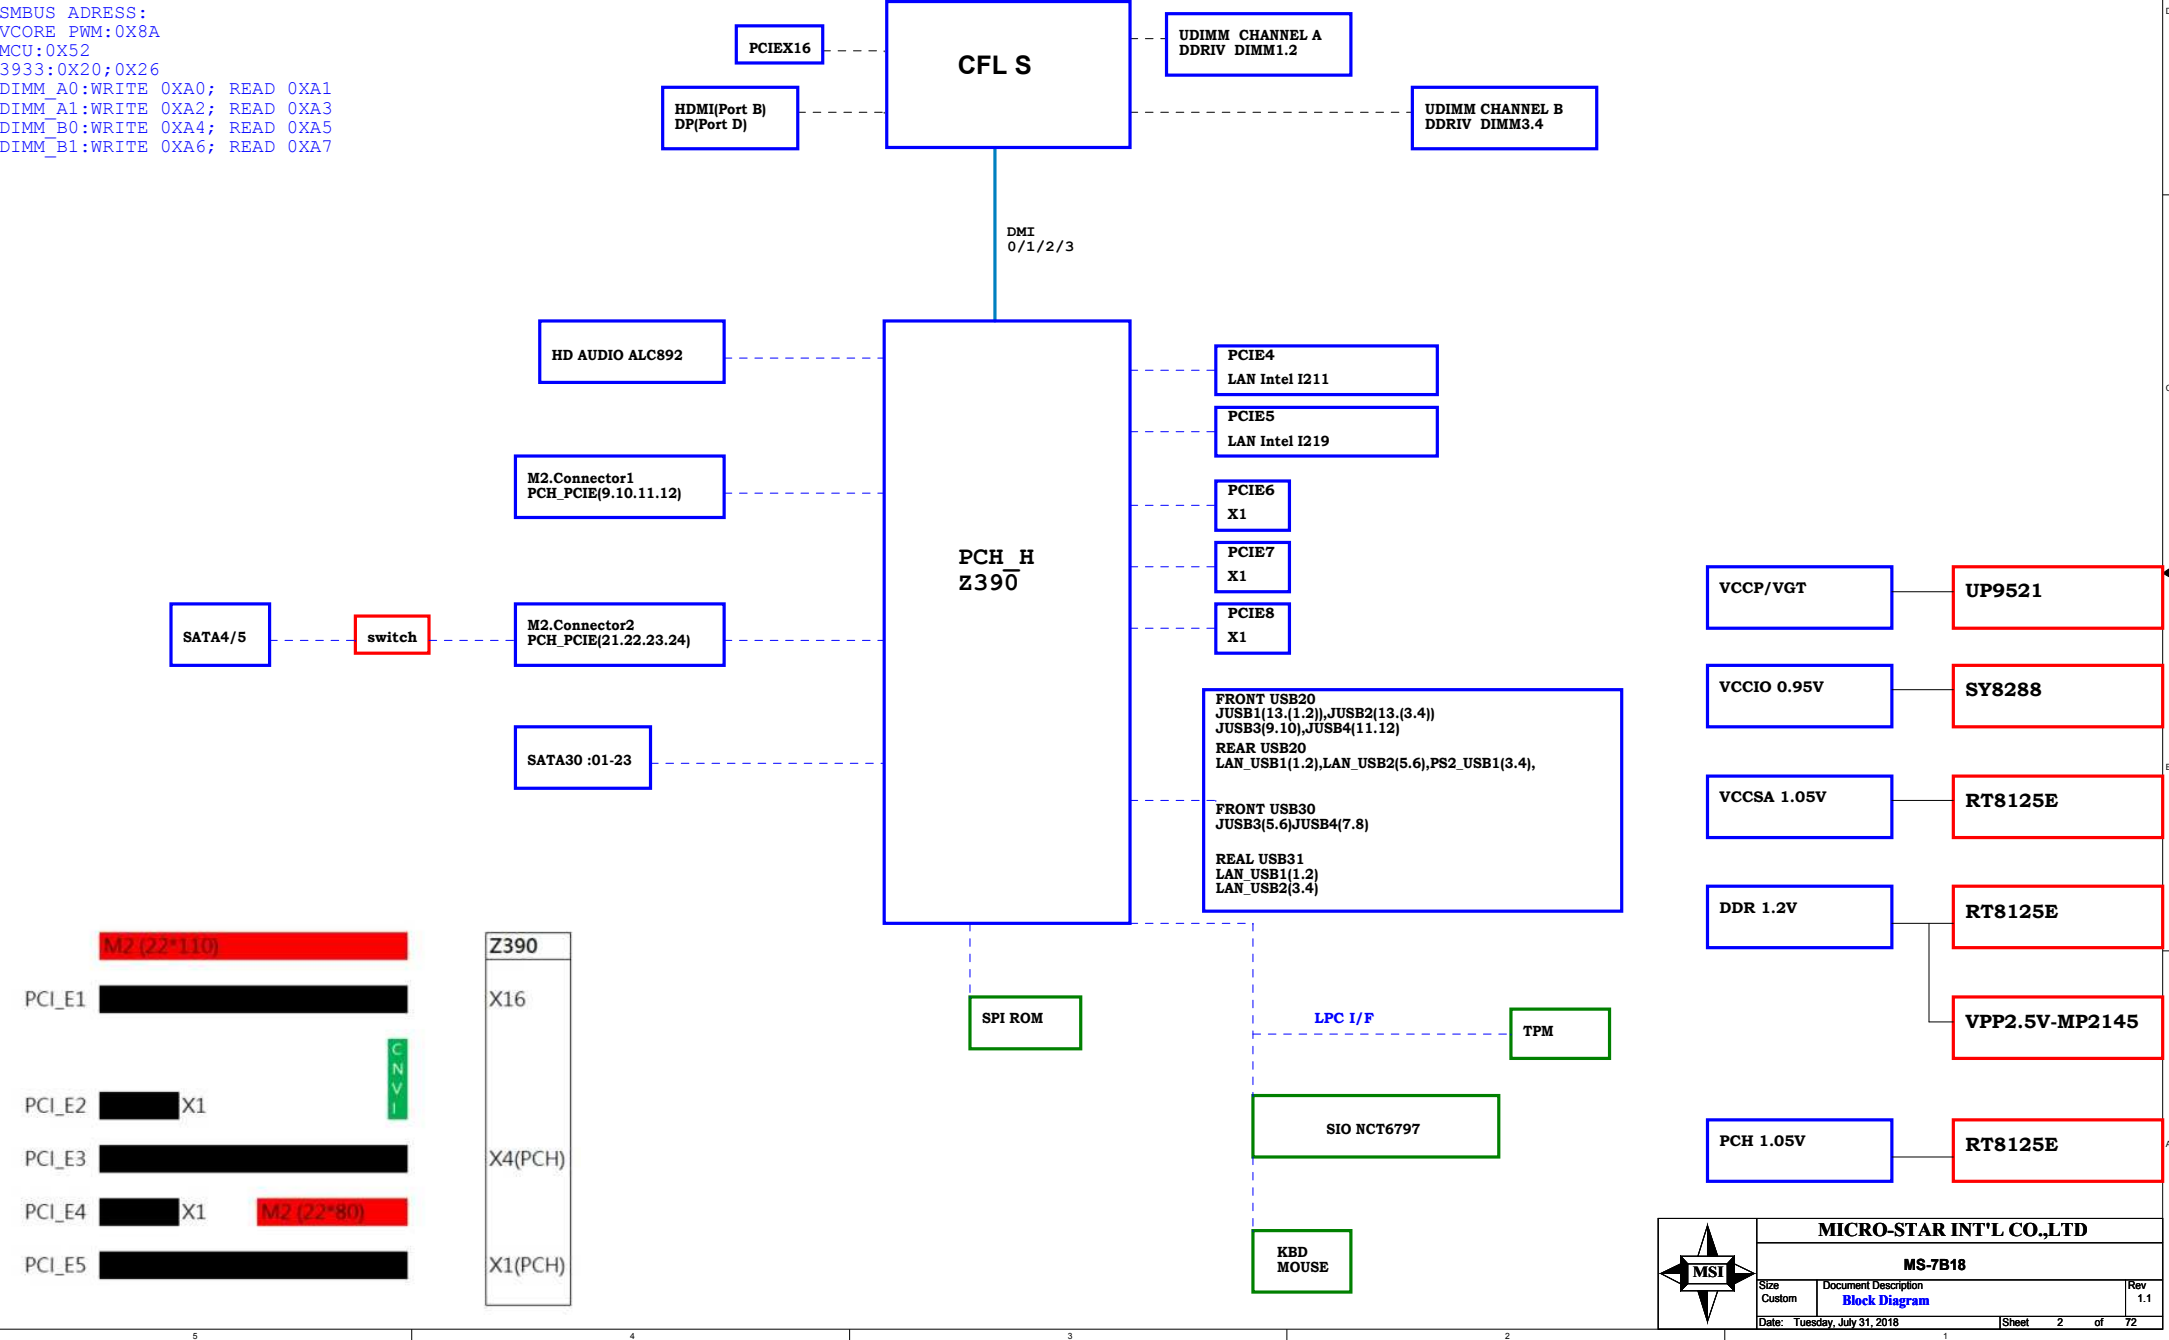 SMBUS ADRESS:
VCORE PWM:0X8A
MCU:0X52
3933:0X20;0X26
DIMM_A0:WRITE 0XA0; READ 0XA1
DIMM_A1:WRITE 0XA2; READ 0XA3
DIMM_B0:WRITE 0XA4; READ 0XA5
DIMM_B1:WRITE 0XA6; READ 0XA7
PCIEX16
HDMI(Port B)
DP(Port D)
CFL S
UDIMM CHANNEL A
DDRIV DIMM1.2
UDIMM CHANNEL B
DDRIV DIMM3.4
DMI
0/1/2/3
HD AUDIO ALC892
M2.Connector1
PCH_PCIE(9.10.11.12)
SATA4/5
switch
M2.Connector2
PCH_PCIE(21.22.23.24)
SATA30 :01-23
PCH_H
Z390
PCIE4
LAN Intel I211
PCIE5
LAN Intel I219
PCIE6
X1
PCIE7
X1
PCIE8
X1
FRONT USB20
JUSB1(13.(1.2)),JUSB2(13.(3.4))
JUSB3(9.10),JUSB4(11.12)
REAR USB20
LAN_USB1(1.2),LAN_USB2(5.6),PS2_USB1(3.4),
FRONT USB30
JUSB3(5.6)JUSB4(7.8)
REAL USB31
LAN_USB1(1.2)
LAN_USB2(3.4)
VCCP/VGT
UP9521
VCCIO 0.95V
SY8288
VCCSA 1.05V
RT8125E
DDR 1.2V
RT8125E
VPP2.5V-MP2145
PCH 1.05V
RT8125E
SPI ROM
LPC I/F
TPM
SIO NCT6797
KBD
MOUSE
M2 (22*110)
Z390
PCI_E1
X16
CNVI
PCI_E2
X1
PCI_E3
X4(PCH)
PCI_E4
X1
M2 (22*80)
PCI_E5
X1(PCH)
MSI
MICRO-STAR INT'L CO.,LTD
MS-7B18
Size
Custom
Document Description
Block Diagram
Rev
1.1
Date: Tuesday, July 31, 2018
Sheet 2 of 72
5
4
3
2
1